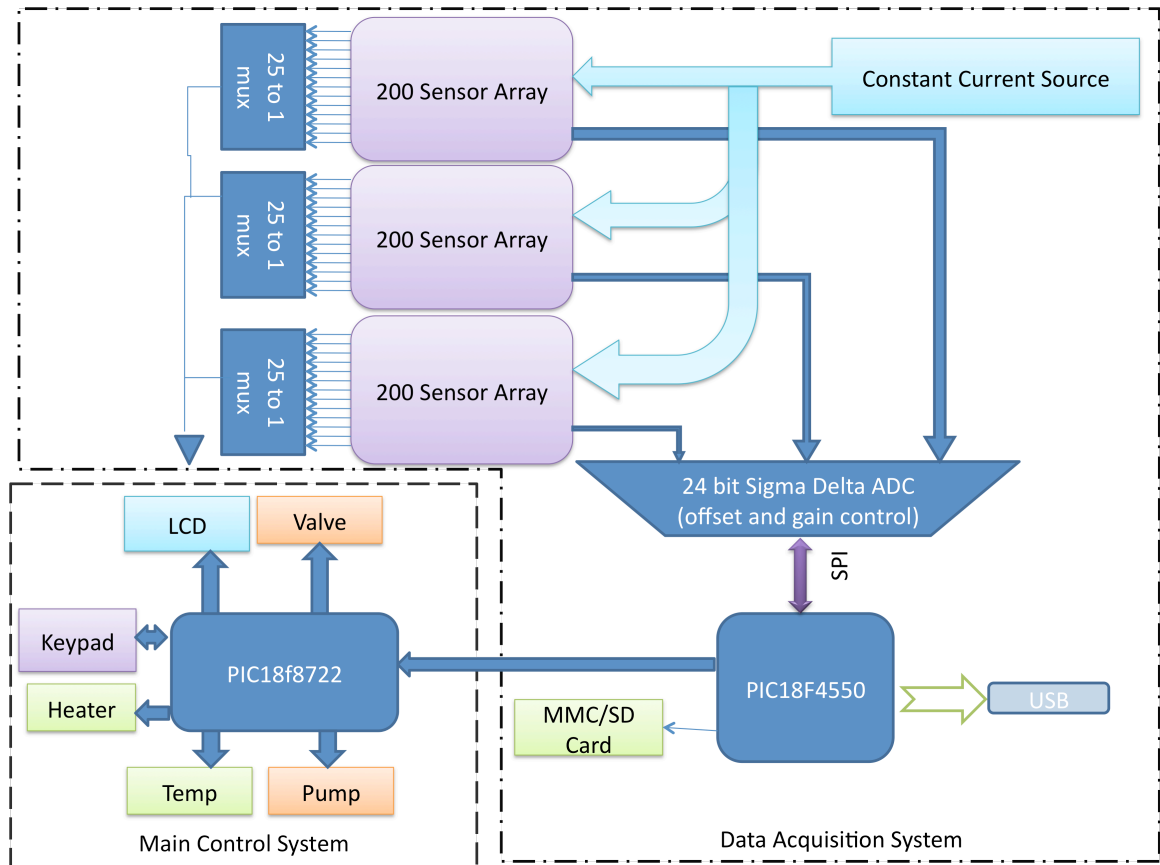 25 to 1
mux
200 Sensor Array
Constant Current Source
25 to 1
mux
200 Sensor Array
25 to 1
mux
200 Sensor Array
24 bit Sigma Delta ADC
(offset and gain control)
SPI
LCD
Valve
Keypad
PIC18f8722
Heater
Temp
Pump
Main Control System
PIC18F4550
USB
MMC/SD
Card
Data Acquisition System